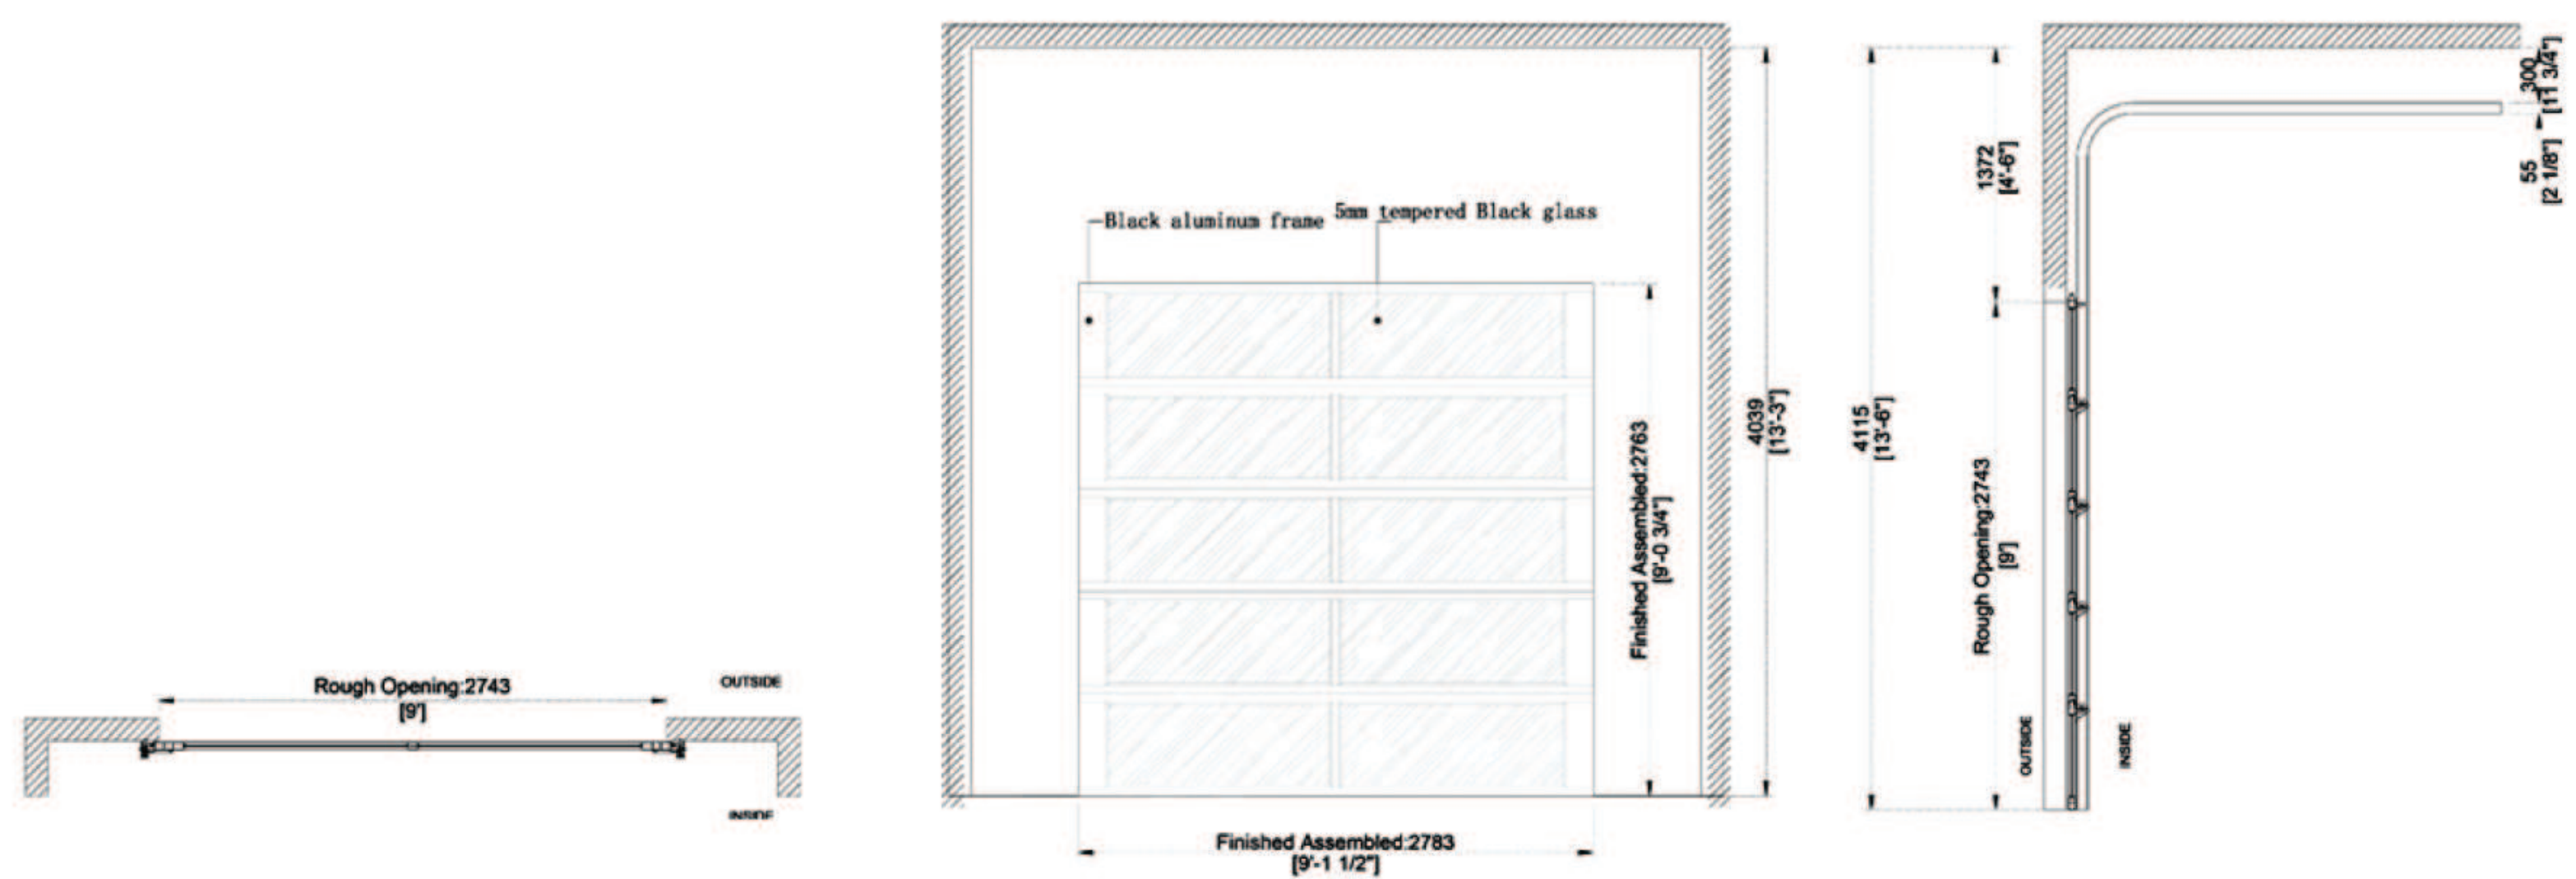 Rough Opening:2743
[9']
OUTSIDE
INSIDE
Black aluminum frame
5mm tempered Black glass
Finished Assembled:2763
[9'-0 3/4"]
4039
[13'-3"]
Finished Assembled:2783
[9'-1 1/2"]
4115
[13'-6"]
1372
[4'-6"]
Rough Opening:2743
[9']
OUTSIDE
INSIDE
300
[11 3/4"]
55
[2 1/8"]